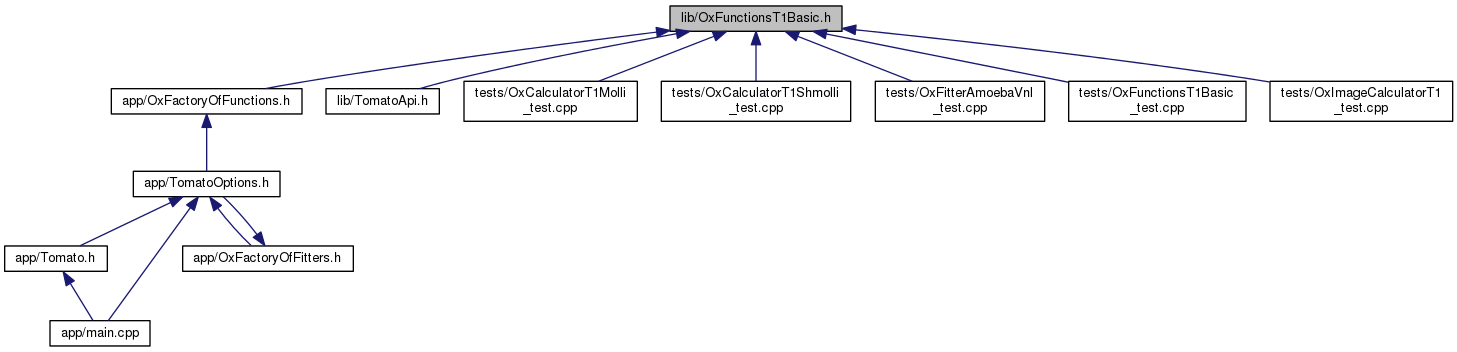 lib/OxFunctionsT1Basic.h
app/OxFactoryOfFunctions.h
lib/TomatoApi.h
tests/OxCalculatorT1Molli
_test.cpp
tests/OxCalculatorT1Shmolli
_test.cpp
tests/OxFitterAmoebaVnl
_test.cpp
tests/OxFunctionsT1Basic
_test.cpp
tests/OxImageCalculatorT1
_test.cpp
app/TomatoOptions.h
app/Tomato.h
app/OxFactoryOfFitters.h
app/main.cpp